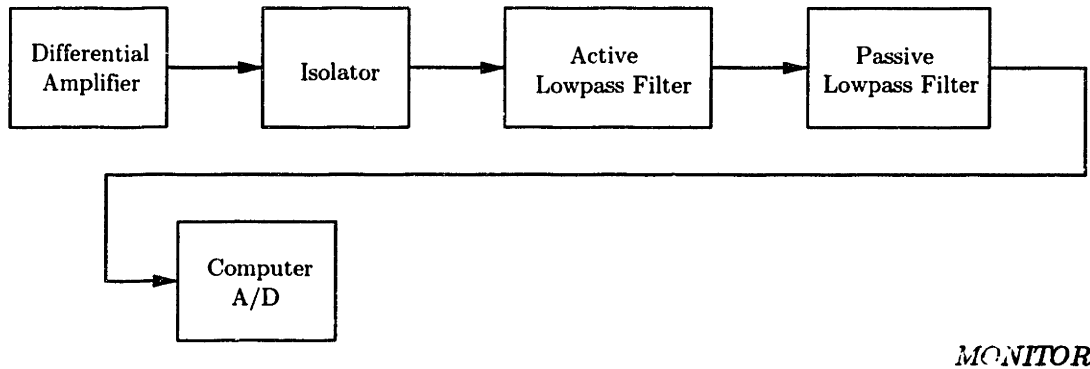 Differential
Amplifier
Isolator
Active
Lowpass Filter
Passive
Lowpass Filter
Computer
A/D
MONITOR